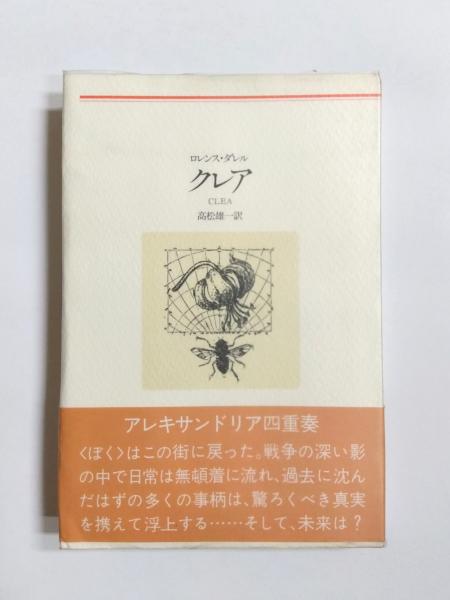 ロレンス・ダレル
クレア
CLEA
高松雄一訳
アレキサンドリア四重奏
〈ぼく〉はこの街に戻った。戦争の深い影
の中で日常は無頓着に流れ、過去に沈ん
だはずの多くの事柄は、驚ろくべき真実
を携えて浮上する……そして、未来は？